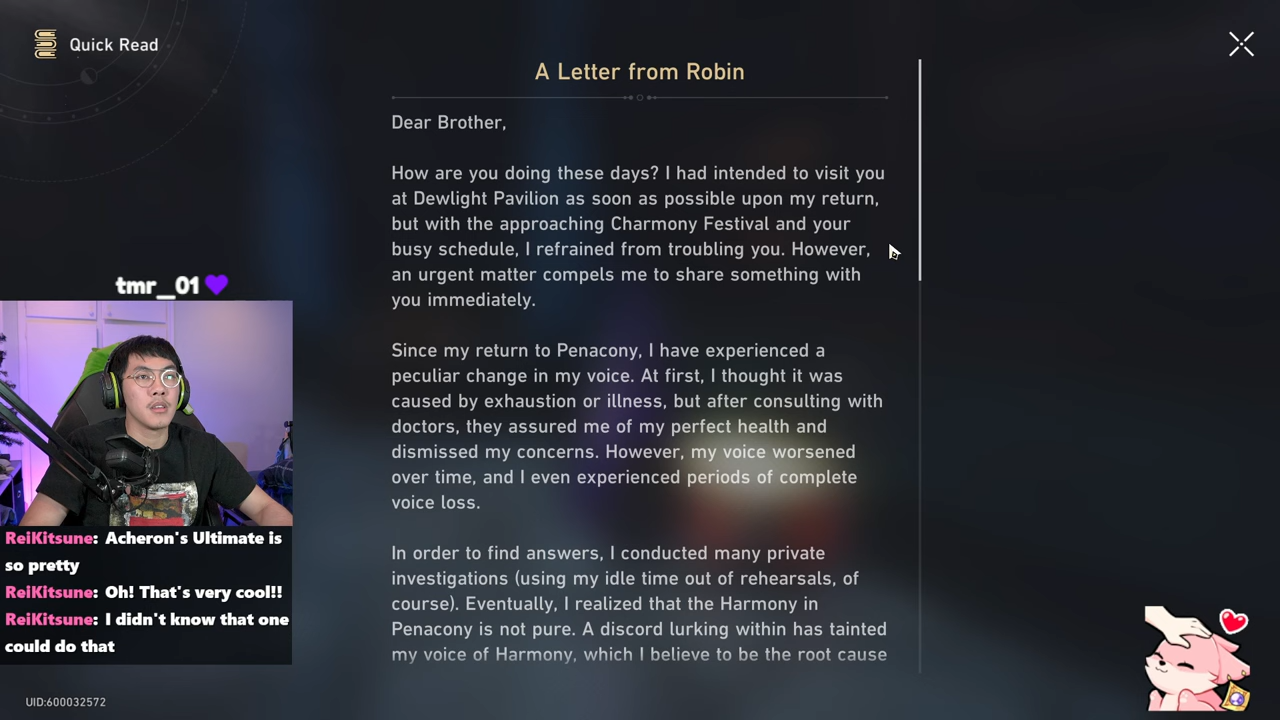 Quick Read
A Letter from Robin
Dear Brother,
How are you doing these days? I had intended to visit you
at Dewlight Pavilion as soon as possible upon my return,
but with the approaching Charmony Festival and your
busy schedule, I refrained from troubling you. However,
an urgent matter compels me to share something with
you immediately.
Since my return to Penacony, I have experienced a
peculiar change in my voice. At first, I thought it was
caused by exhaustion or illness, but after consulting with
doctors, they assured me of my perfect health and
dismissed my concerns. However, my voice worsened
over time, and I even experienced periods of complete
voice loss.
In order to find answers, I conducted many private
investigations (using my idle time out of rehearsals, of
course). Eventually, I realized that the Harmony in
Penacony is not pure. A discord lurking within has tainted
my voice of Harmony, which I believe to be the root cause
tmr__01
ReiKitsune: Acheron's Ultimate is
so pretty
ReiKitsune: Oh! That's very cool!!
ReiKitsune: I didn't know that one
could do that
UID:600032572